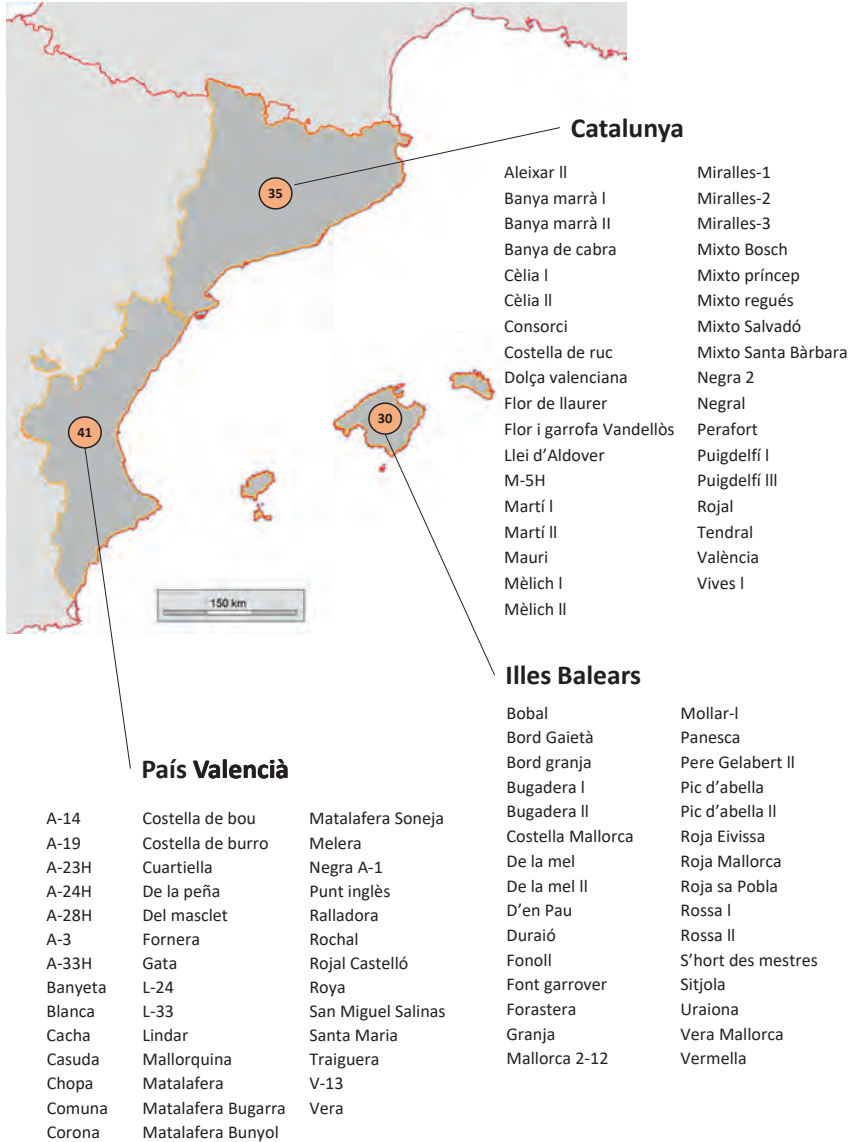 Catalunya
35
Aleixar ll
Banya marrà l
Banya marrà II
Banya de cabra
Cèlia l
Cèlia ll
Consorci
Costella de ruc
Dolça valenciana
Flor de llaurer
Flor i garrofa Vandellòs
Llei d’Aldover
M-5H
Martí l
Martí ll
Mauri
Mèlich l
Mèlich ll
Miralles-1
Miralles-2
Miralles-3
Mixto Bosch
Mixto príncep
Mixto regués
Mixto Salvadó
Mixto Santa Bàrbara
Negra 2
Negral
Perafort
Puigdelfí l
Puigdelfí lll
Rojal
Tendral
València
Vives l
30
41
150 km
Illes Balears
Bobal
Bord Gaietà
Bord granja
Bugadera l
Bugadera ll
Costella Mallorca
De la mel
De la mel ll
D’en Pau
Duraió
Fonoll
Font garrover
Forastera
Granja
Mallorca 2-12
Mollar-l
Panesca
Pere Gelabert ll
Pic d’abella
Pic d’abella ll
Roja Eivissa
Roja Mallorca
Roja sa Pobla
Rossa l
Rossa ll
S’hort des mestres
Sitjola
Uraiona
Vera Mallorca
Vermella
País Valencià
A-14
A-19
A-23H
A-24H
A-28H
A-3
A-33H
Banyeta
Blanca
Cacha
Casuda
Chopa
Comuna
Corona
Costella de bou
Costella de burro
Cuartiella
De la peña
Del masclet
Fornera
Gata
L-24
L-33
Lindar
Mallorquina
Matalafera
Matalafera Bugarra
Matalafera Bunyol
Matalafera Soneja
Melera
Negra A-1
Punt inglès
Ralladora
Rochal
Rojal Castelló
Roya
San Miguel Salinas
Santa Maria
Traiguera
V-13
Vera